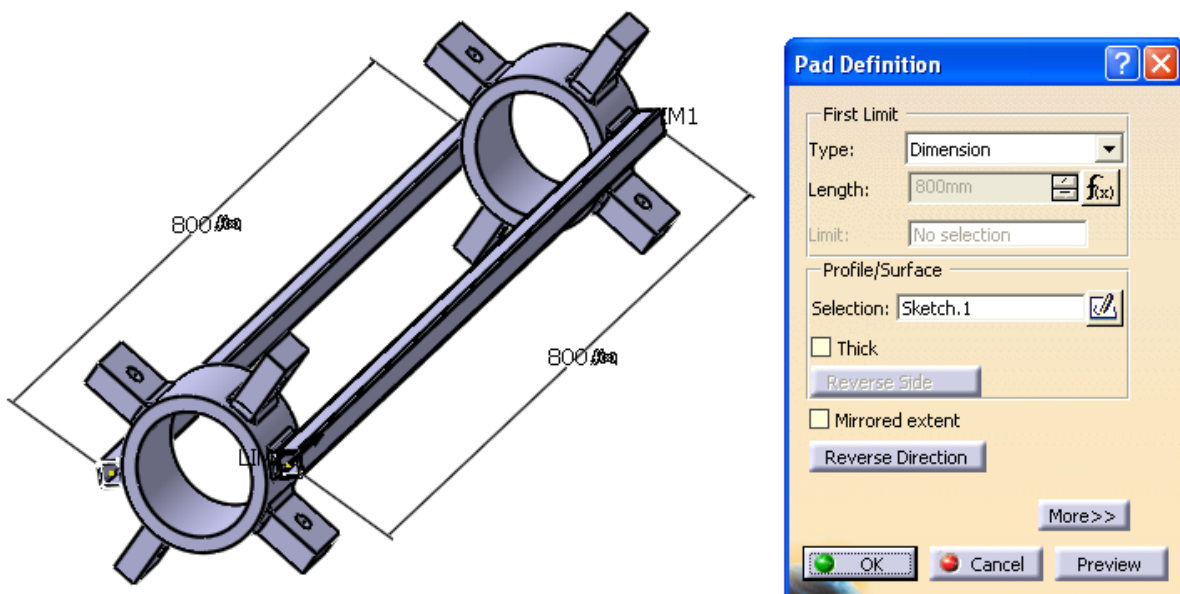 IM1
800 f(x)
800 f(x)
LIM
Pad Definition
First Limit
Type: Dimension
Length: 800mm f(x)
Limit: No selection
Profile/Surface
Selection: Sketch.1
Thick
Reverse Side
Mirrored extent
Reverse Direction
More>>
OK Cancel Preview